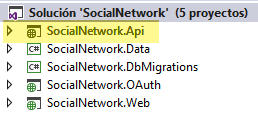 Solución 'SocialNetwork' (5 proyectos)
SocialNetwork.Api
SocialNetwork.Data
SocialNetwork.DbMigrations
SocialNetwork.OAuth
SocialNetwork.Web